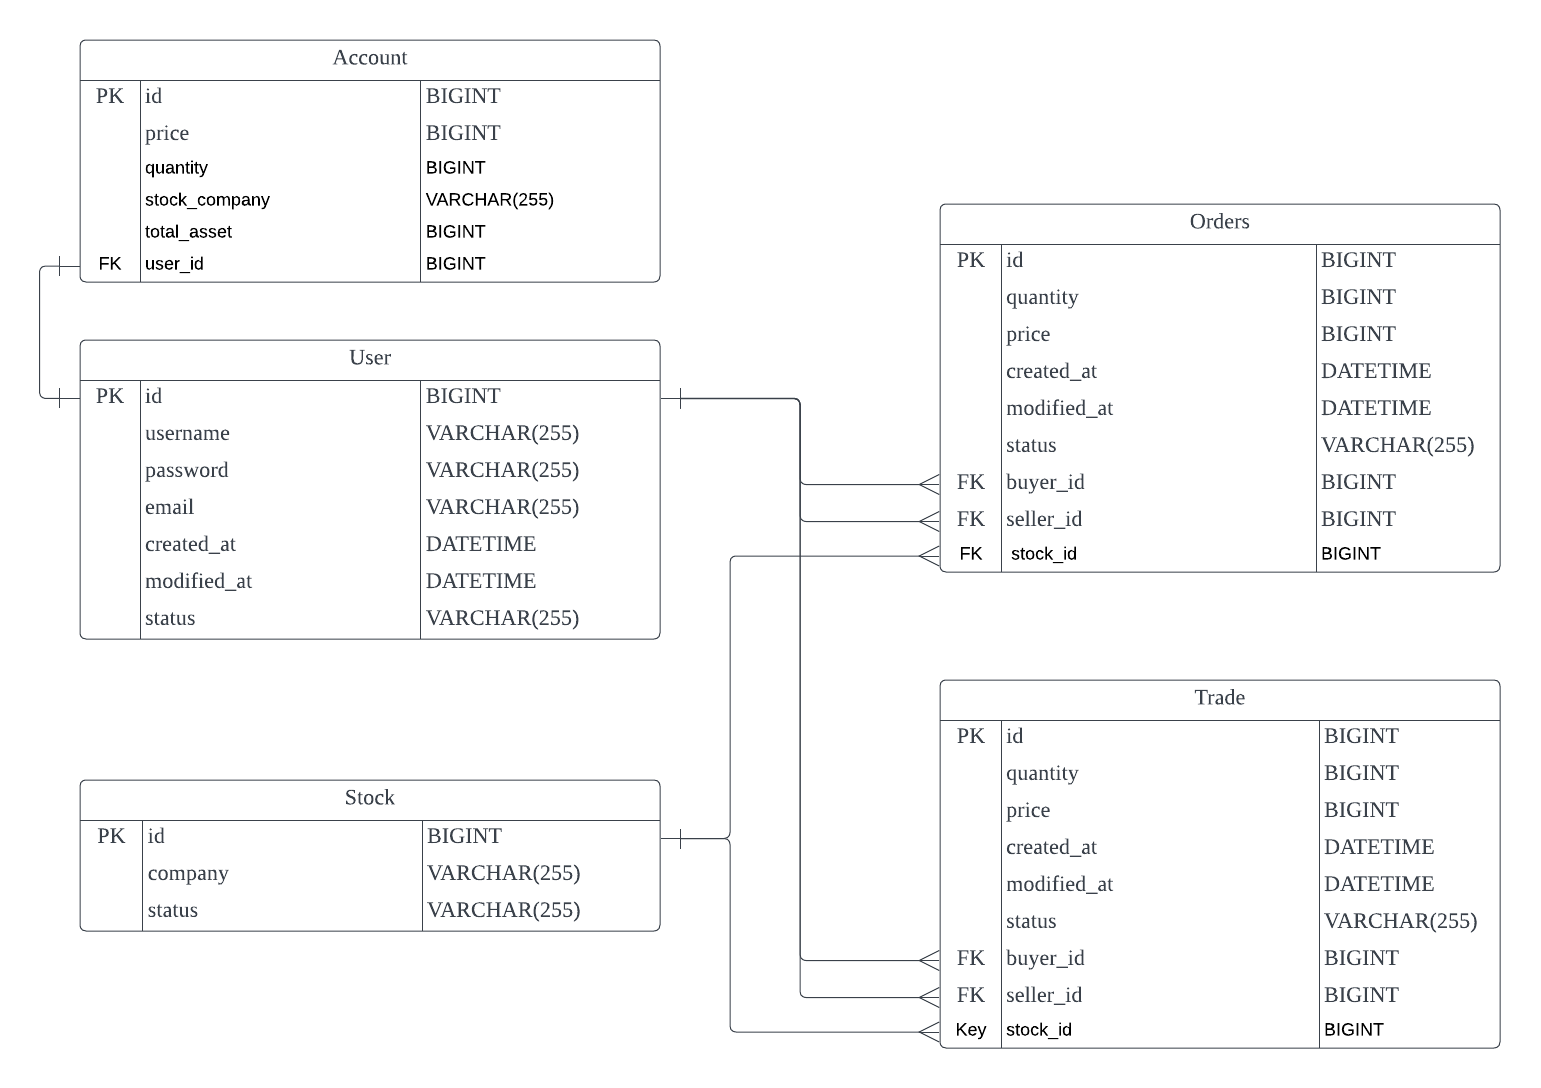 Account
PK id BIGINT
price BIGINT
quantity BIGINT
stock_company VARCHAR(255)
total_asset BIGINT
FK user_id BIGINT
User
PK id BIGINT
username VARCHAR(255)
password VARCHAR(255)
email VARCHAR(255)
created_at DATETIME
modified_at DATETIME
status VARCHAR(255)
Stock
PK id BIGINT
company VARCHAR(255)
status VARCHAR(255)
Orders
PK id BIGINT
quantity BIGINT
price BIGINT
created_at DATETIME
modified_at DATETIME
status VARCHAR(255)
FK buyer_id BIGINT
FK seller_id BIGINT
FK stock_id BIGINT
Trade
PK id BIGINT
quantity BIGINT
price BIGINT
created_at DATETIME
modified_at DATETIME
status VARCHAR(255)
FK buyer_id BIGINT
FK seller_id BIGINT
Key stock_id BIGINT